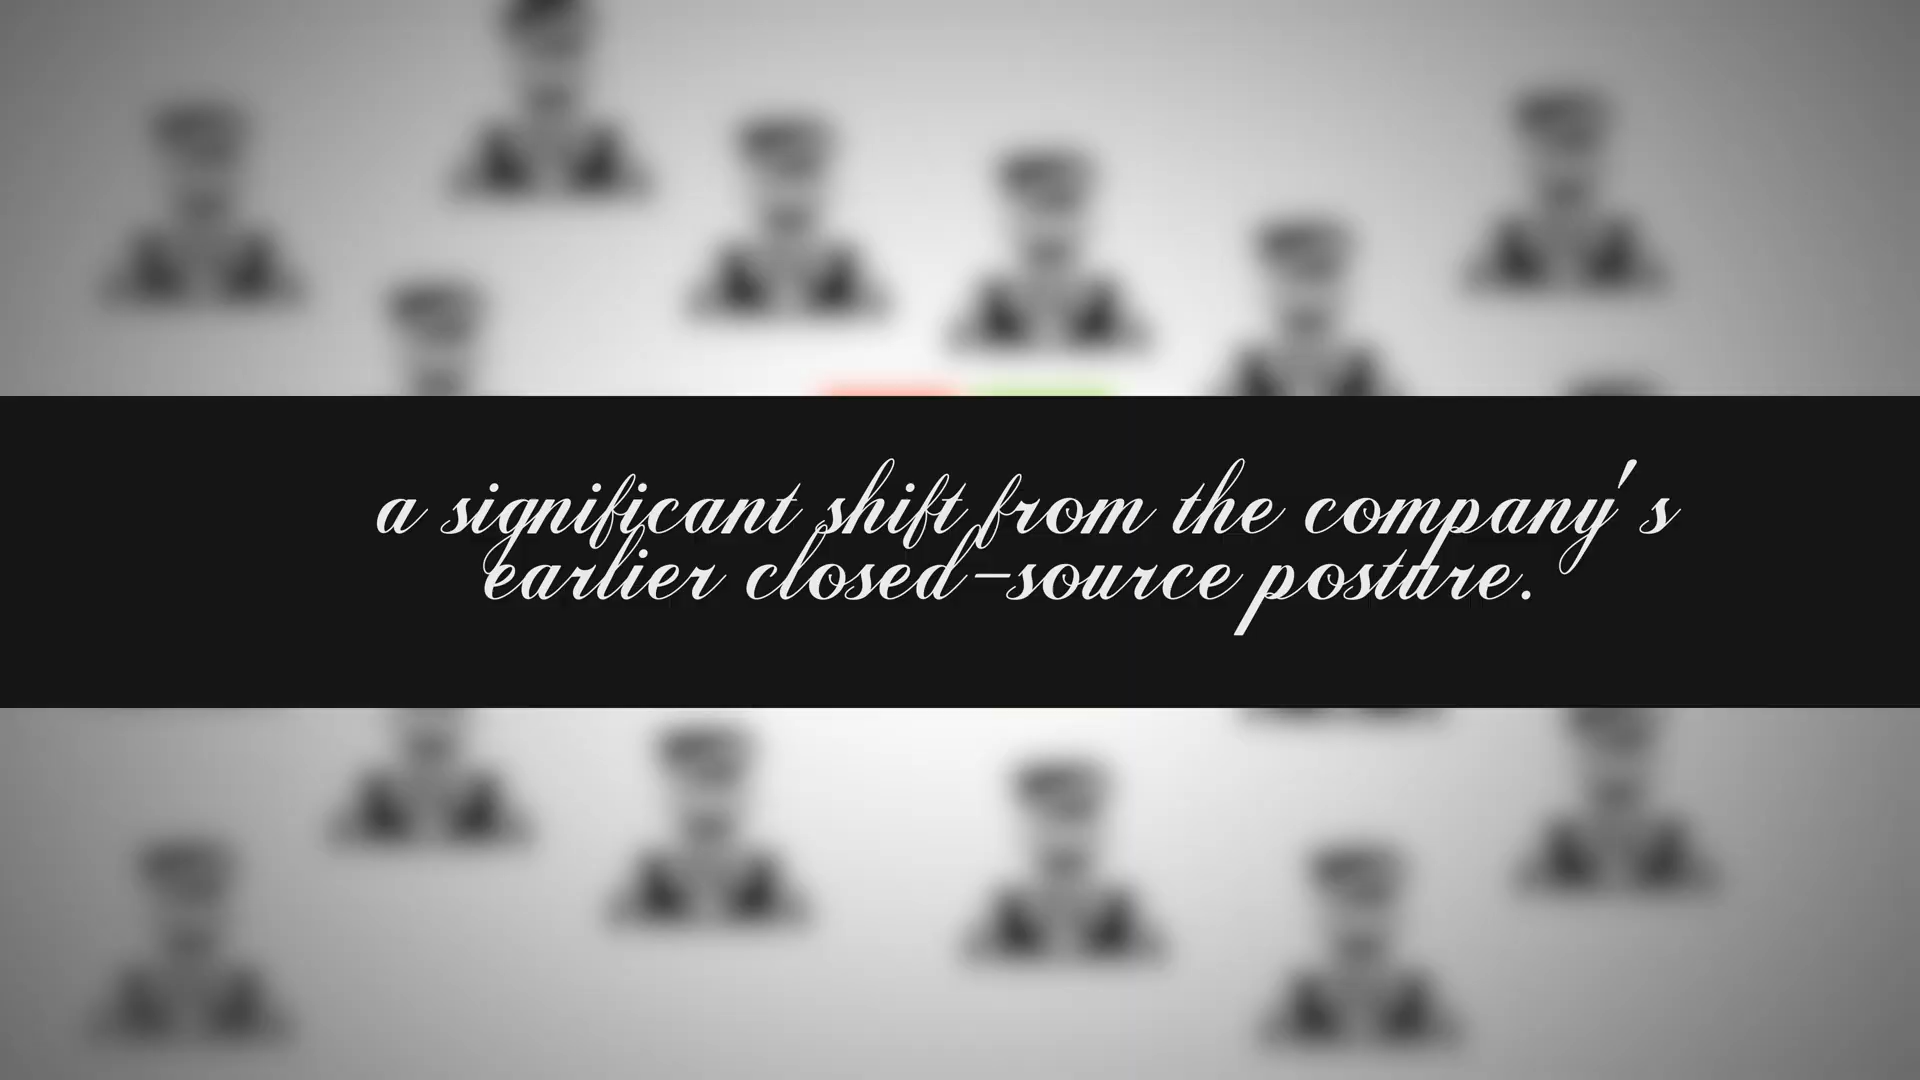 a significant shift from the company's
earlier closed-source posture.